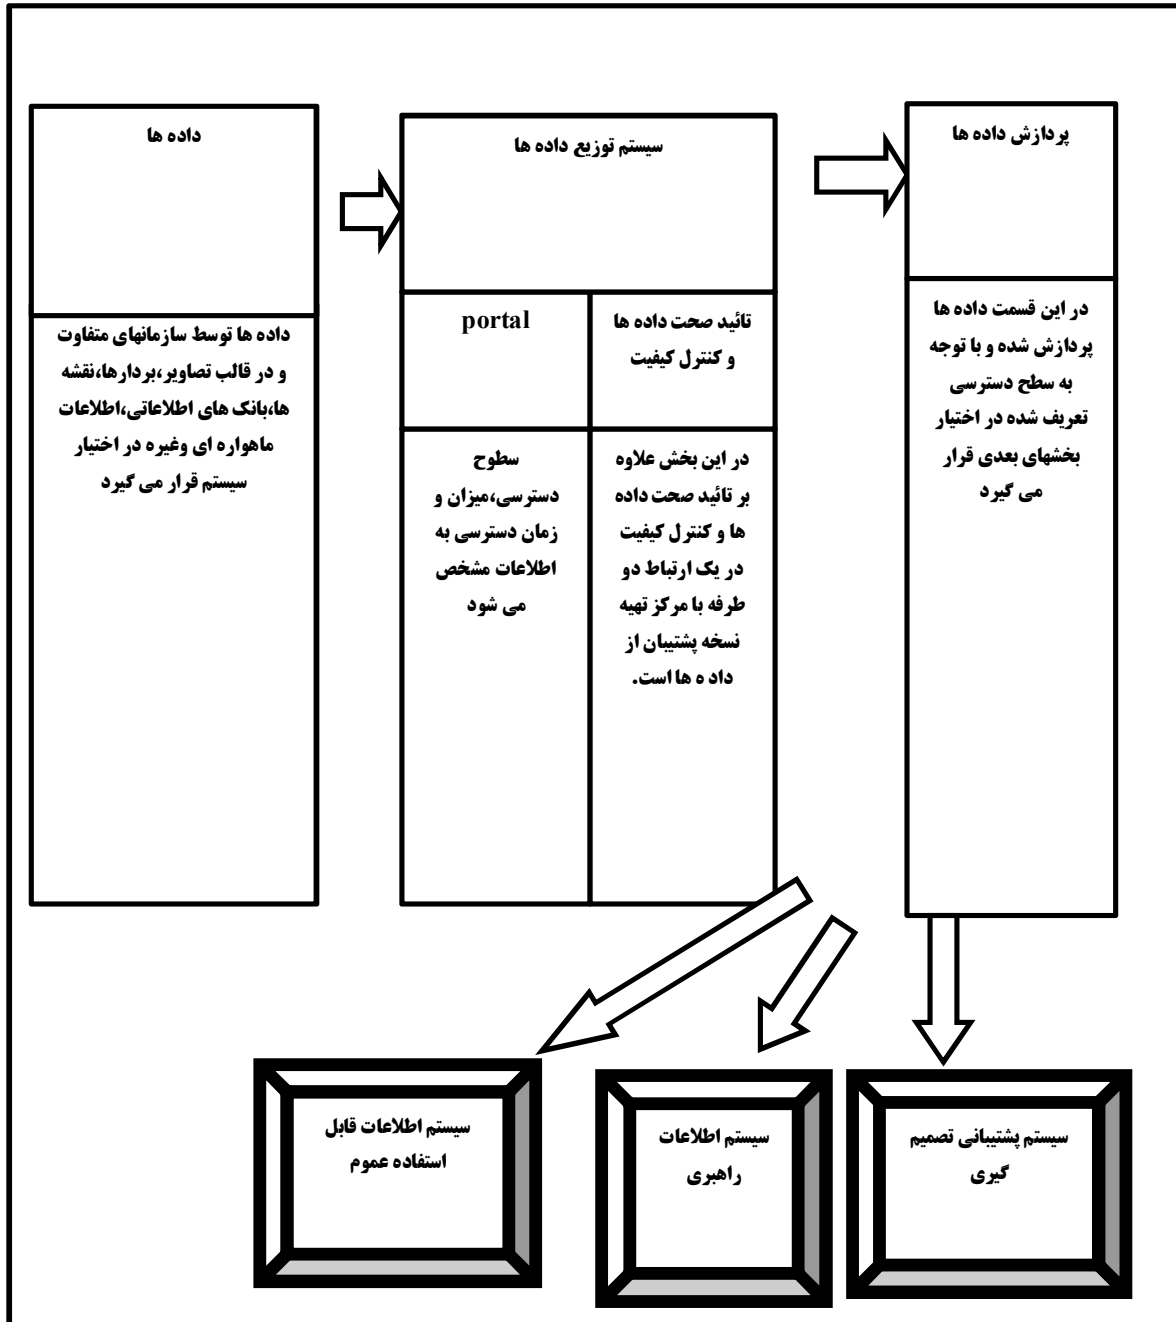 داده ها
داده ها توسط سازمانهای متفاوت
و در قالب تصاویر،بردارها،نقشه
ها،بانک های اطلاعاتی،اطلاعات
ماهواره ای وغیره در اختیار
سیستم قرار می گیرد
سیستم توزیع داده ها
portal
سطوح
دسترسی،میزان و
زمان دسترسی به
اطلاعات مشخص
می شود
تائید صحت داده ها
و کنترل کیفیت
در این بخش علاوه
بر تائید صحت داده
ها و کنترل کیفیت
در یک ارتباط دو
طرفه با مرکز تهیه
نسخه پشتیبان از
داد ه ها است.
پردازش داده ها
در این قسمت داده ها
پردازش شده و با توجه
به سطح دسترسی
تعریف شده در اختیار
بخشهای بعدی قرار
می گیرد
سیستم اطلاعات قابل
استفاده عموم
سیستم اطلاعات
راهبری
سیستم پشتیبانی تصمیم
گیری